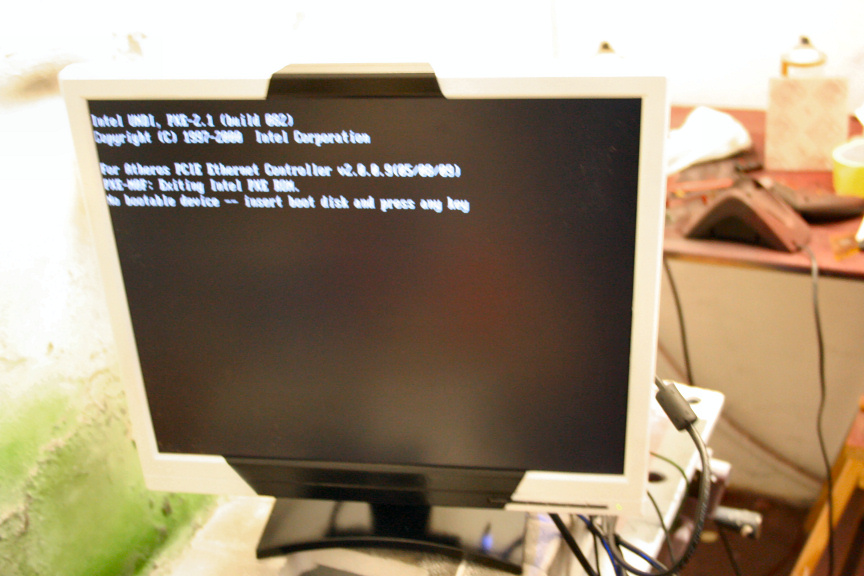 Intel UNDI, PXE-2.1 (build 082)
Copyright (C) 1997-2000 Intel Corporation
For Atheros PCIE Ethernet Controller v2.0.0.9(05/08/09)
PXE-M0F: Exiting Intel PXE ROM.
No bootable device -- insert boot disk and press any key